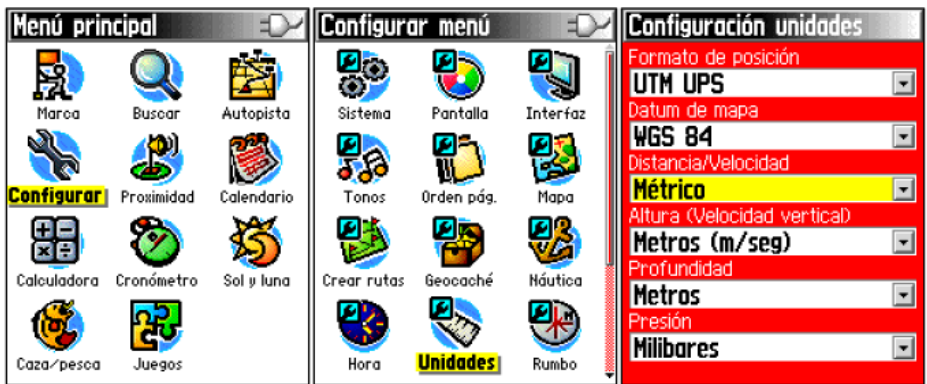 Menú principal
Marca Buscar Autopista
Configurar Proximidad Calendario
Calculadora Cronómetro Sol y luna
Caza/pesca Juegos
Configurar menú
Sistema Pantalla Interfaz
Tonos Orden pág. Mapa
Crear rutas Geocaché Náutica
Hora Unidades Rumbo
Configuración unidades
Formato de posición
UTM UPS
Datum de mapa
WGS 84
Distancia/Velocidad
Métrico
Altura (Velocidad vertical)
Metros (m/seg)
Profundidad
Metros
Presión
Milibares